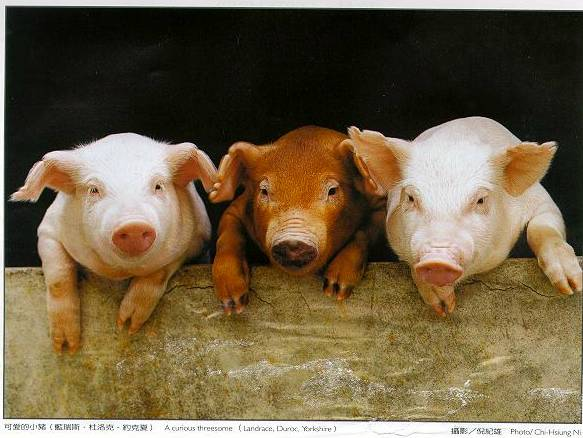 可愛的小豬（藍瑞斯・杜洛克・約克夏） A curious threesome （Landrace, Duroc, Yorkshire） 攝影／倪紀雄 Photo/ Chi-Hsiung Ni